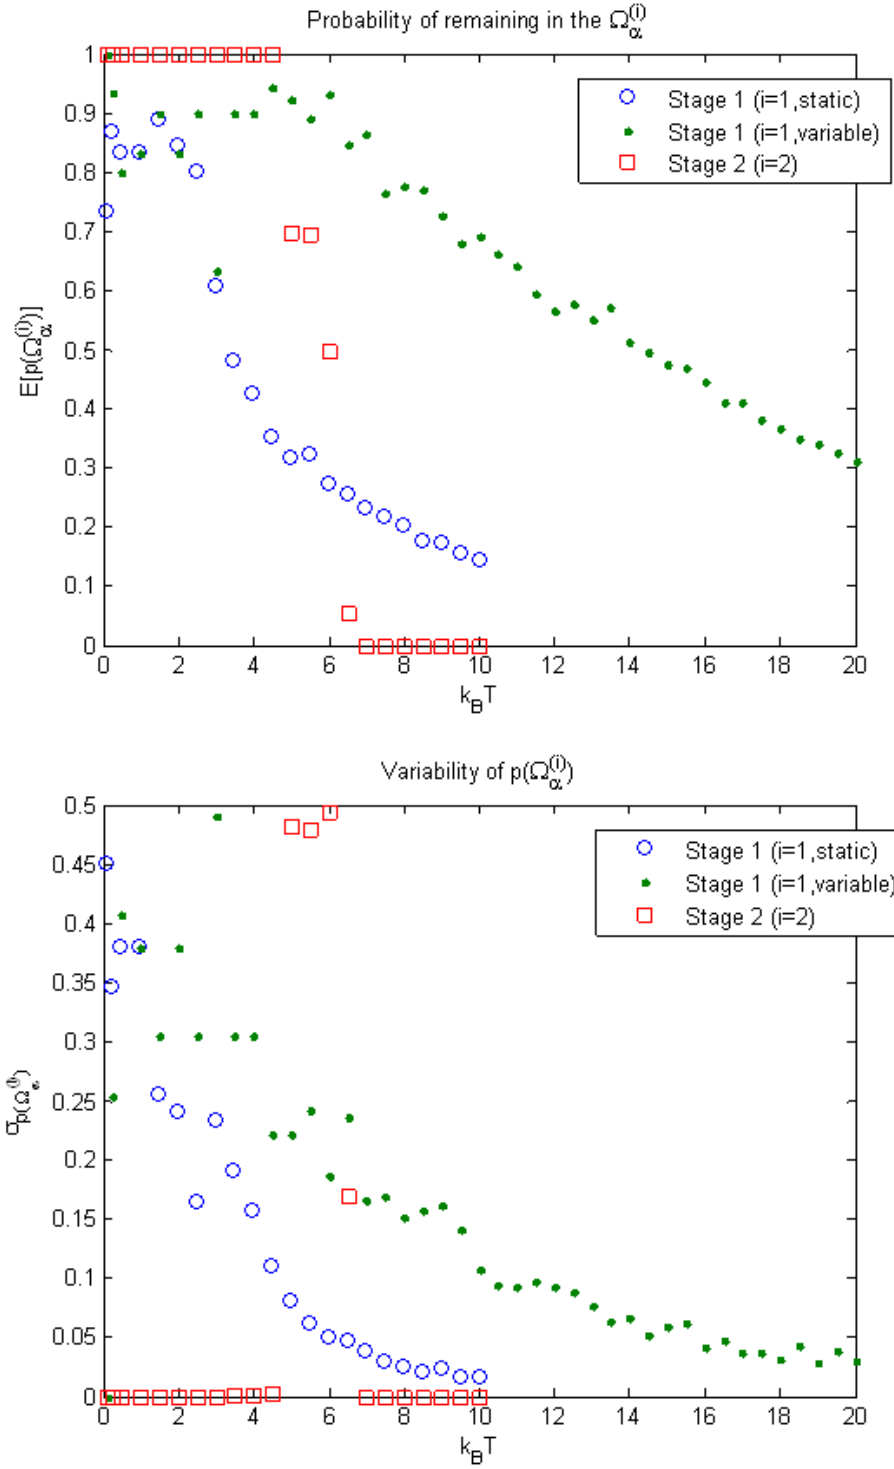 Probability of remaining in the Ω_α^(i)
1
0.9
0.8
0.7
0.6
0.5
0.4
0.3
0.2
0.1
0
E[p(Ω_α^(i))]
Stage 1 (i=1,static)
Stage 1 (i=1,variable)
Stage 2 (i=2)
0 2 4 6 8 10 12 14 16 18 20
k_B T
Variability of p(Ω_α^(i))
0.5
0.45
0.4
0.35
0.3
0.25
0.2
0.15
0.1
0.05
0
Stage 1 (i=1,static)
Stage 1 (i=1,variable)
Stage 2 (i=2)
0 2 4 6 8 10 12 14 16 18 20
k_B T